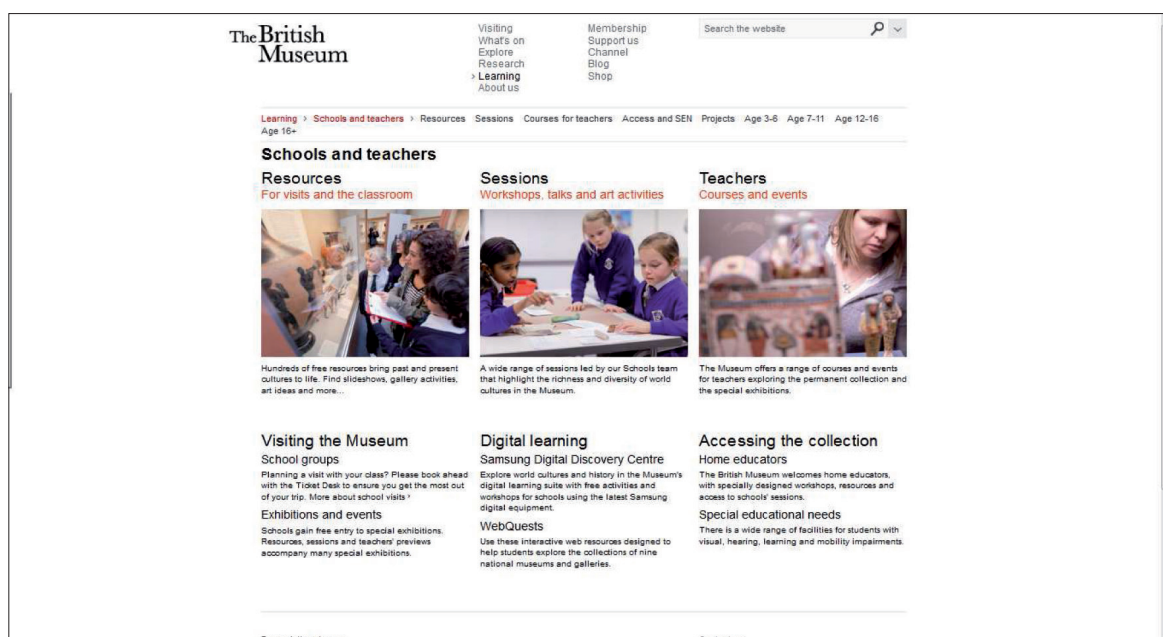 The British
Museum
Visiting
What's on
Explore
Research
› Learning
About us
Membership
Support us
Channel
Blog
Shop
Search the website
Learning › Schools and teachers › Resources Sessions Courses for teachers Access and SEN Projects Age 3-6 Age 7-11 Age 12-16
Age 16+
Schools and teachers
Resources
For visits and the classroom
Hundreds of free resources bring past and present
cultures to life. Find slideshows, gallery activities,
art ideas and more...
Sessions
Workshops, talks and art activities
A wide range of sessions led by our Schools team
that highlight the richness and diversity of world
cultures in the Museum.
Teachers
Courses and events
The Museum offers a range of courses and events
for teachers exploring the permanent collection and
the special exhibitions.
Visiting the Museum
School groups
Planning a visit with your class? Please book ahead
with the Ticket Desk to ensure you get the most out
of your trip. More about school visits ›
Exhibitions and events
Schools gain free entry to special exhibitions.
Resources, sessions and teachers' previews
accompany many special exhibitions.
Digital learning
Samsung Digital Discovery Centre
Explore world cultures and history in the Museum's
digital learning suite with free activities and
workshops for schools using the latest Samsung
digital equipment.
WebQuests
Use these interactive web resources designed to
help students explore the collections of nine
national museums and galleries.
Accessing the collection
Home educators
The British Museum welcomes home educators,
with specially designed workshops, resources and
access to schools' sessions.
Special educational needs
There is a wide range of facilities for students with
visual, hearing, learning and mobility impairments.